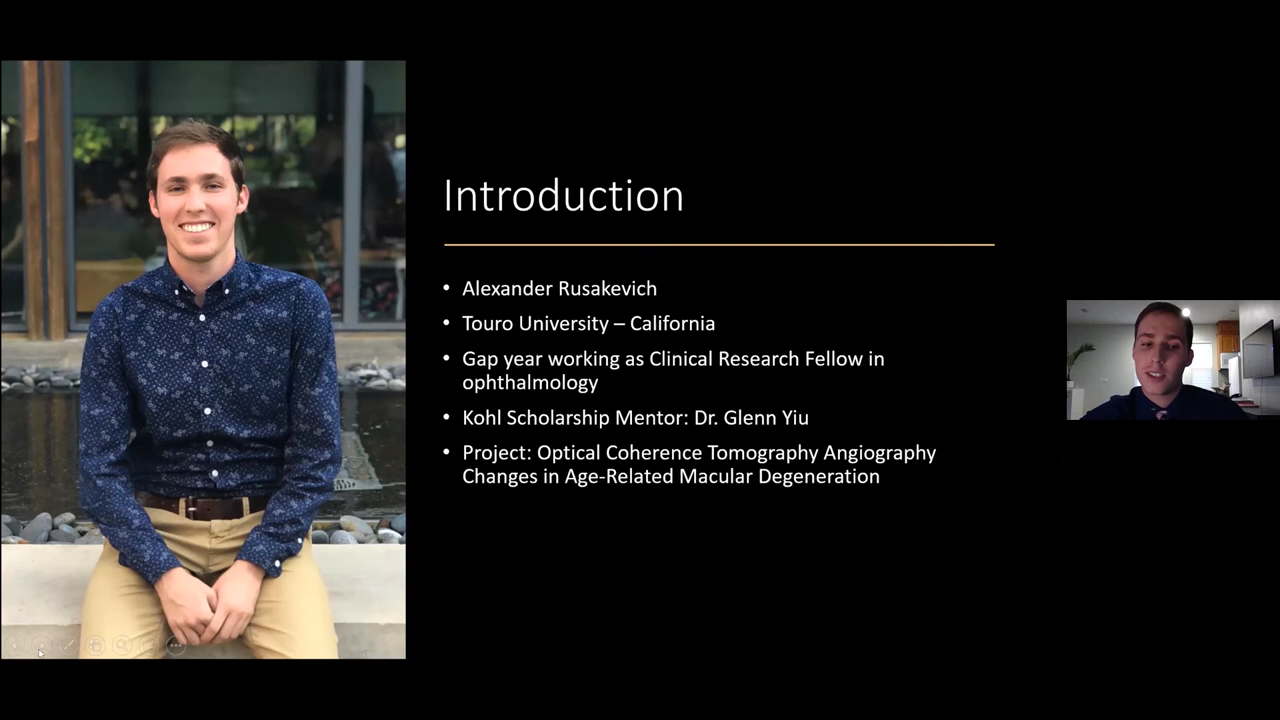 Introduction
• Alexander Rusakevich
• Touro University – California
• Gap year working as Clinical Research Fellow in
ophthalmology
• Kohl Scholarship Mentor: Dr. Glenn Yiu
• Project: Optical Coherence Tomography Angiography
Changes in Age-Related Macular Degeneration